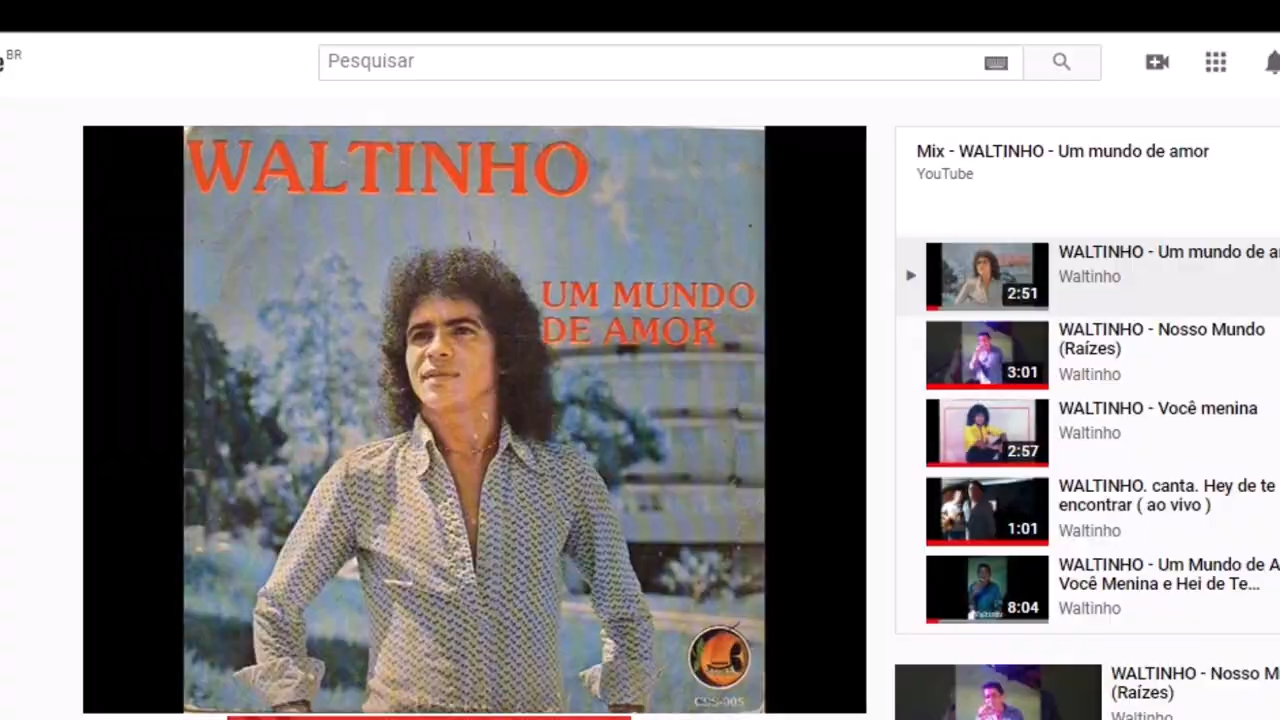 BR
Pesquisar
WALTINHO
UM MUNDO
DE AMOR
Mix - WALTINHO - Um mundo de amor
YouTube
WALTINHO - Um mundo de
Waltinho
2:51
WALTINHO - Nosso Mundo
(Raízes)
Waltinho
3:01
WALTINHO - Você menina
Waltinho
2:57
WALTINHO. canta. Hey de te
encontrar ( ao vivo )
Waltinho
1:01
WALTINHO - Um Mundo de A
Você Menina e Hei de Te...
Waltinho
8:04
WALTINHO - Nosso M
(Raízes)
Waltinho